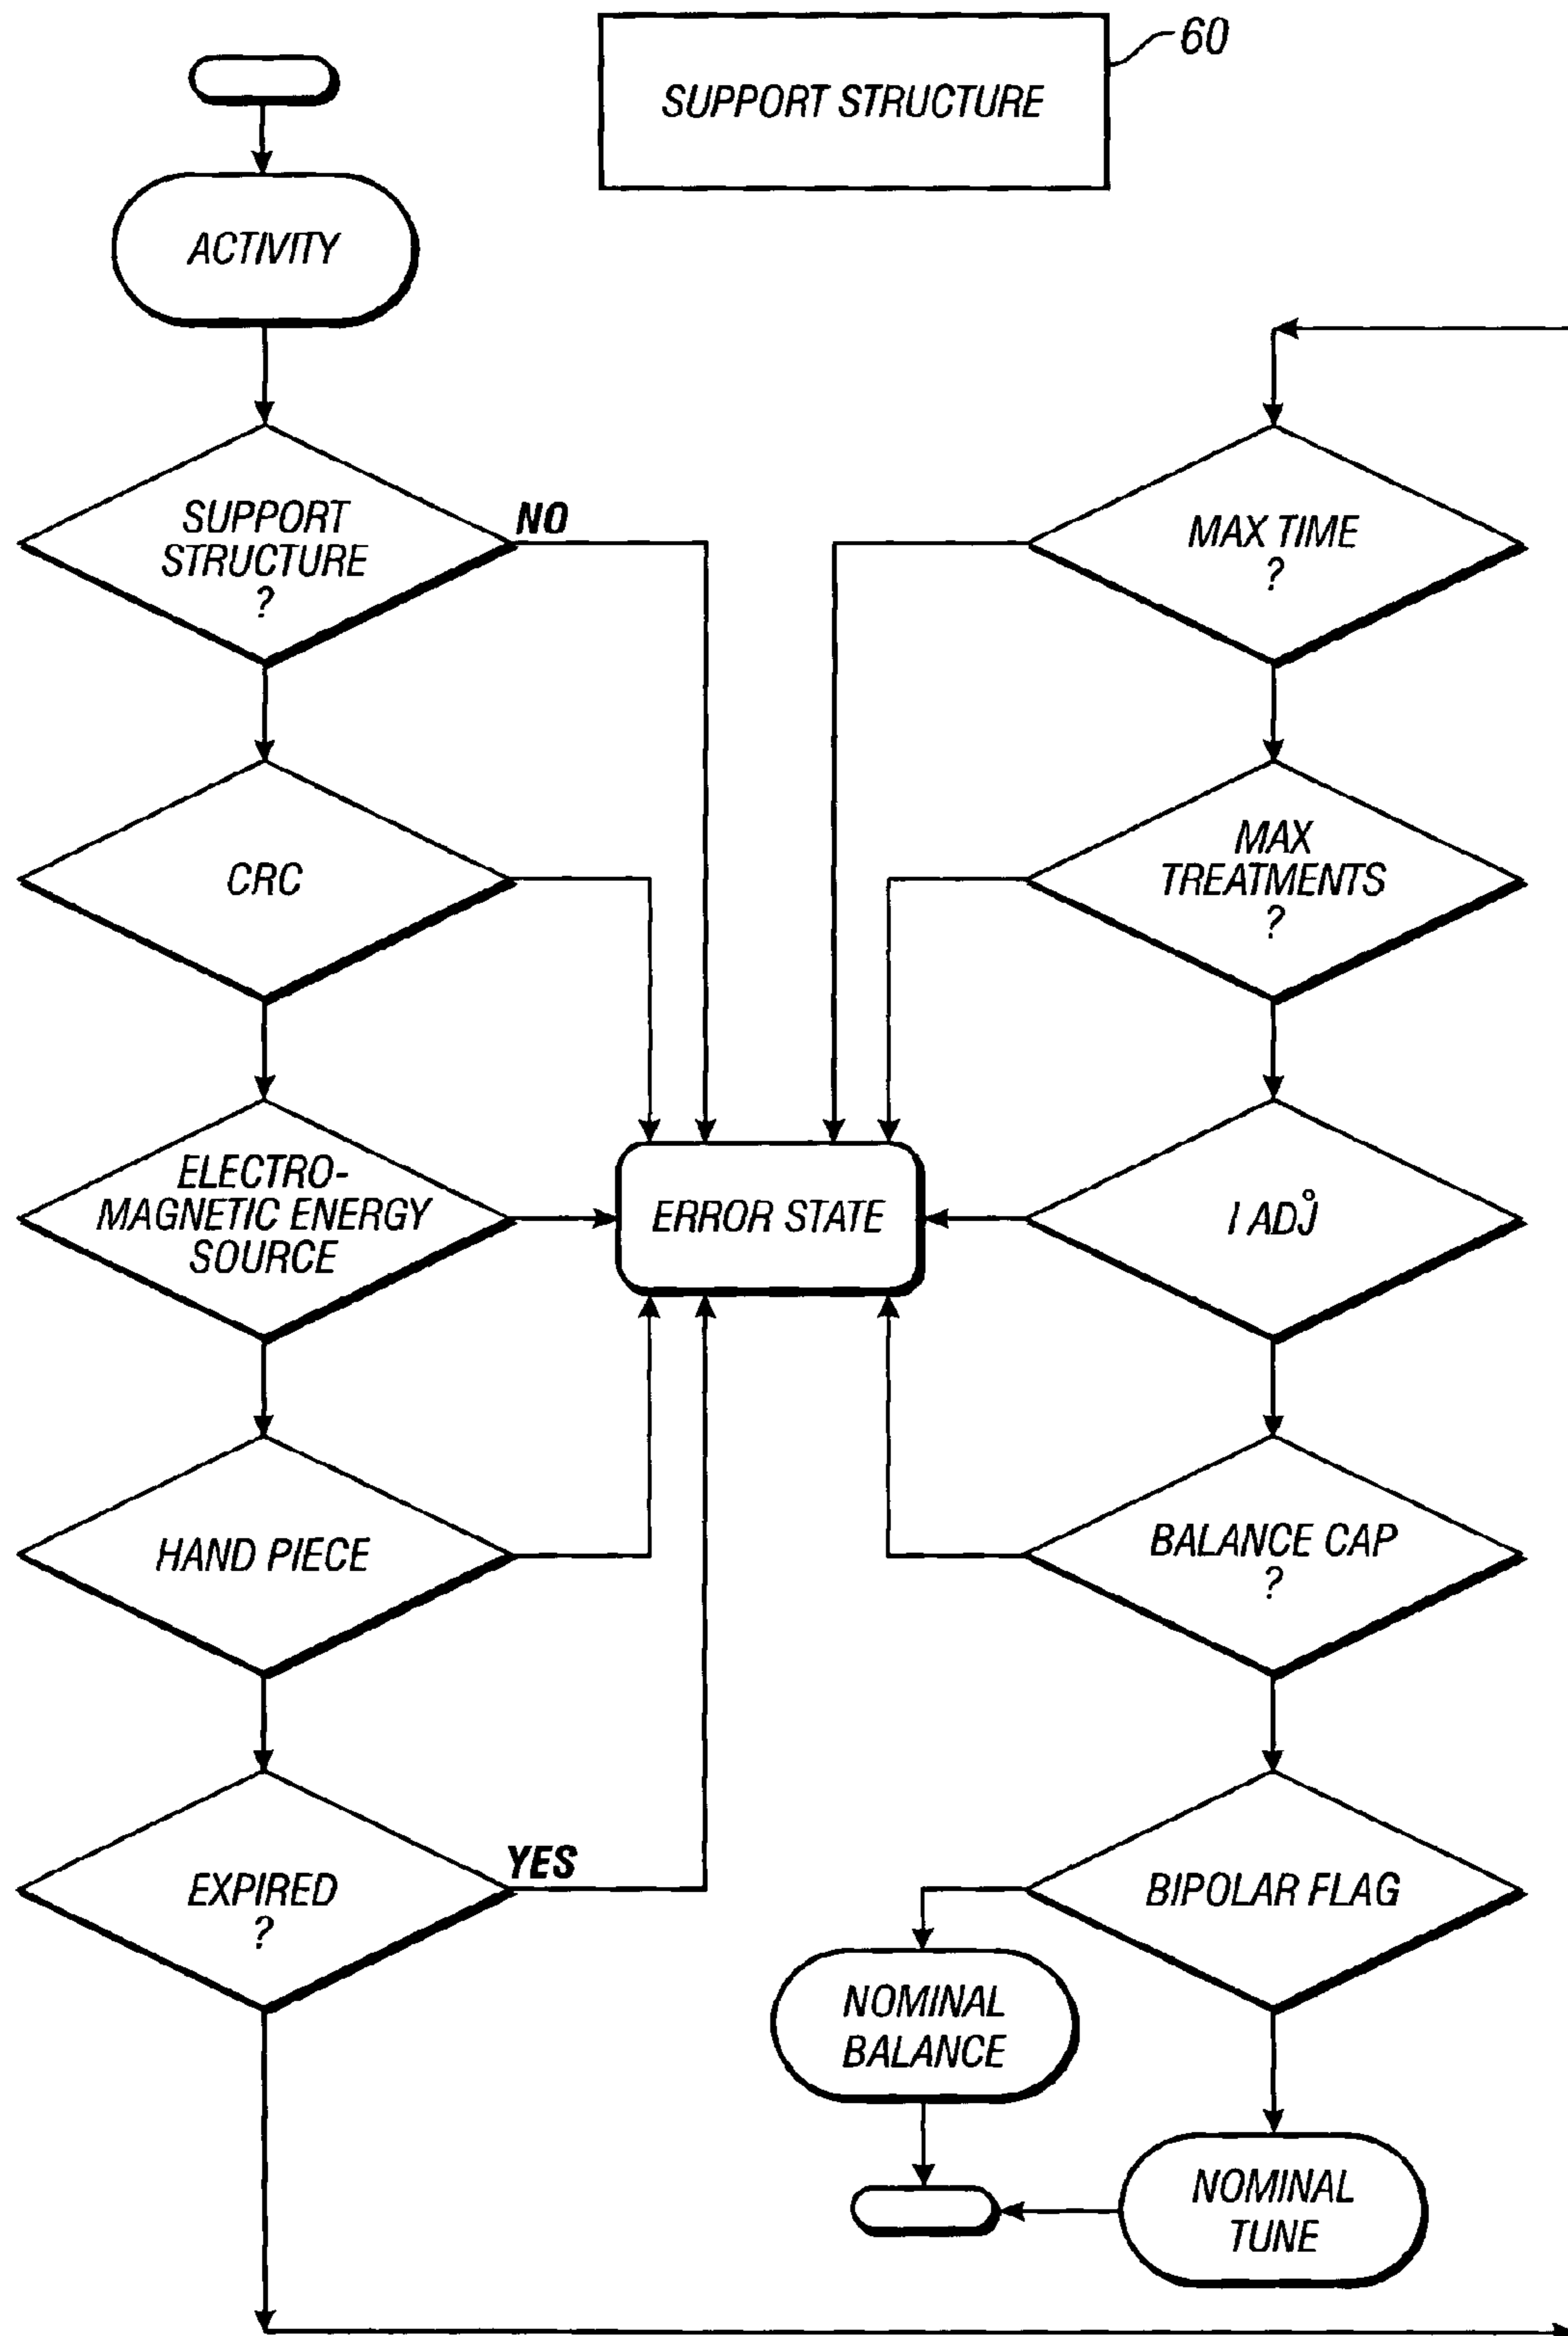 60
SUPPORT STRUCTURE
ACTIVITY
SUPPORT
STRUCTURE
?
NO
CRC
ELECTRO-
MAGNETIC ENERGY
SOURCE
HAND PIECE
EXPIRED
?
YES
ERROR STATE
MAX TIME
?
MAX
TREATMENTS
?
I ADJ°
BALANCE CAP
?
BIPOLAR FLAG
NOMINAL
BALANCE
NOMINAL
TUNE